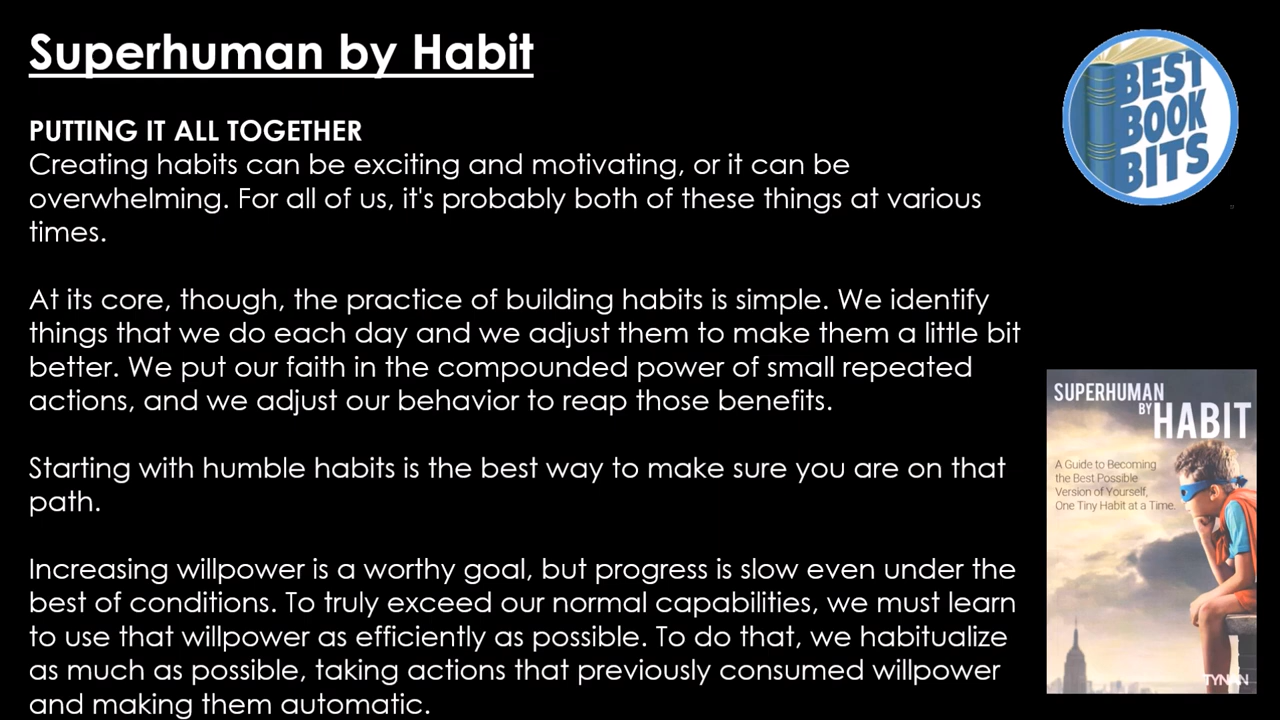 Superhuman by Habit
PUTTING IT ALL TOGETHER
Creating habits can be exciting and motivating, or it can be
overwhelming. For all of us, it's probably both of these things at various
times.
At its core, though, the practice of building habits is simple. We identify
things that we do each day and we adjust them to make them a little bit
better. We put our faith in the compounded power of small repeated
actions, and we adjust our behavior to reap those benefits.
Starting with humble habits is the best way to make sure you are on that
path.
Increasing willpower is a worthy goal, but progress is slow even under the
best of conditions. To truly exceed our normal capabilities, we must learn
to use that willpower as efficiently as possible. To do that, we habitualize
as much as possible, taking actions that previously consumed willpower
and making them automatic.
BEST
BOOK
BITS
SUPERHUMAN
BY HABIT
A Guide to Becoming
the Best Possible
Version of Yourself,
One Tiny Habit at a Time.
TYNAN